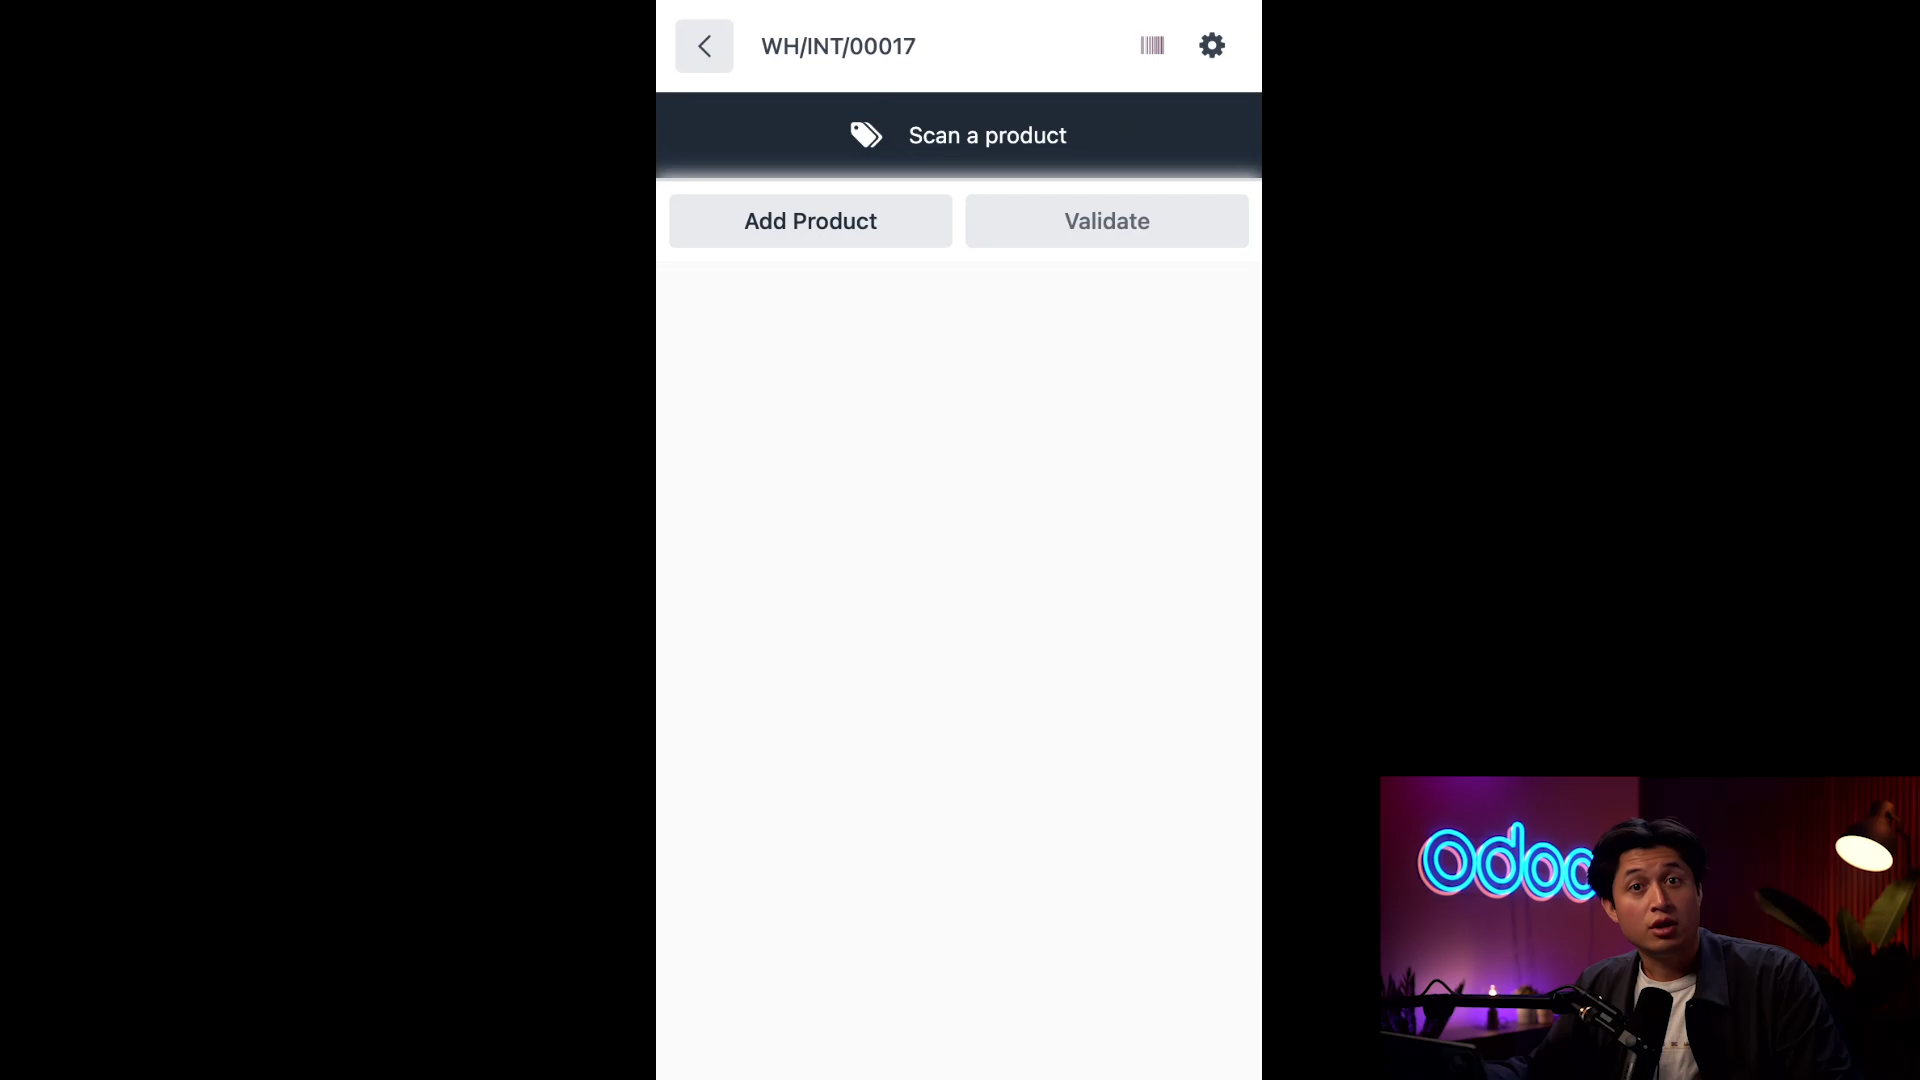 WH/INT/00017
Scan a product
Add Product
Validate
odoo